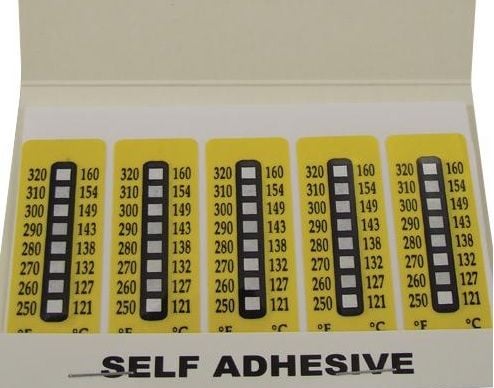 320 160 320 160 320 160 320 160 320 160
310 154 310 154 310 154 310 154 310 154
300 149 300 149 300 149 300 149 300 149
290 143 290 143 290 143 290 143 290 143
280 138 280 138 280 138 280 138 280 138
270 132 270 132 270 132 270 132 270 132
260 127 260 127 260 127 260 127 260 127
250 121 250 121 250 121 250 121 250 121
°F °C °F °C °F °C °F °C °F °C
SELF ADHESIVE